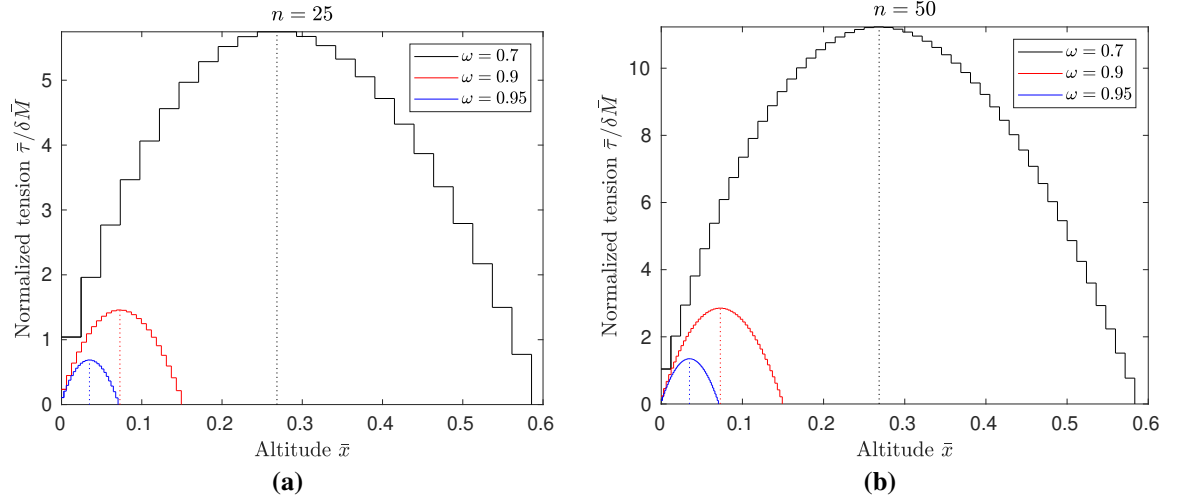 n = 25
Normalized tension τ̄/δM̄
5
4
3
2
1
0
ω = 0.7
ω = 0.9
ω = 0.95
0 0.1 0.2 0.3 0.4 0.5 0.6
Altitude x̄
(a)
n = 50
Normalized tension τ̄/δM̄
10
8
6
4
2
0
ω = 0.7
ω = 0.9
ω = 0.95
0 0.1 0.2 0.3 0.4 0.5 0.6
Altitude x̄
(b)